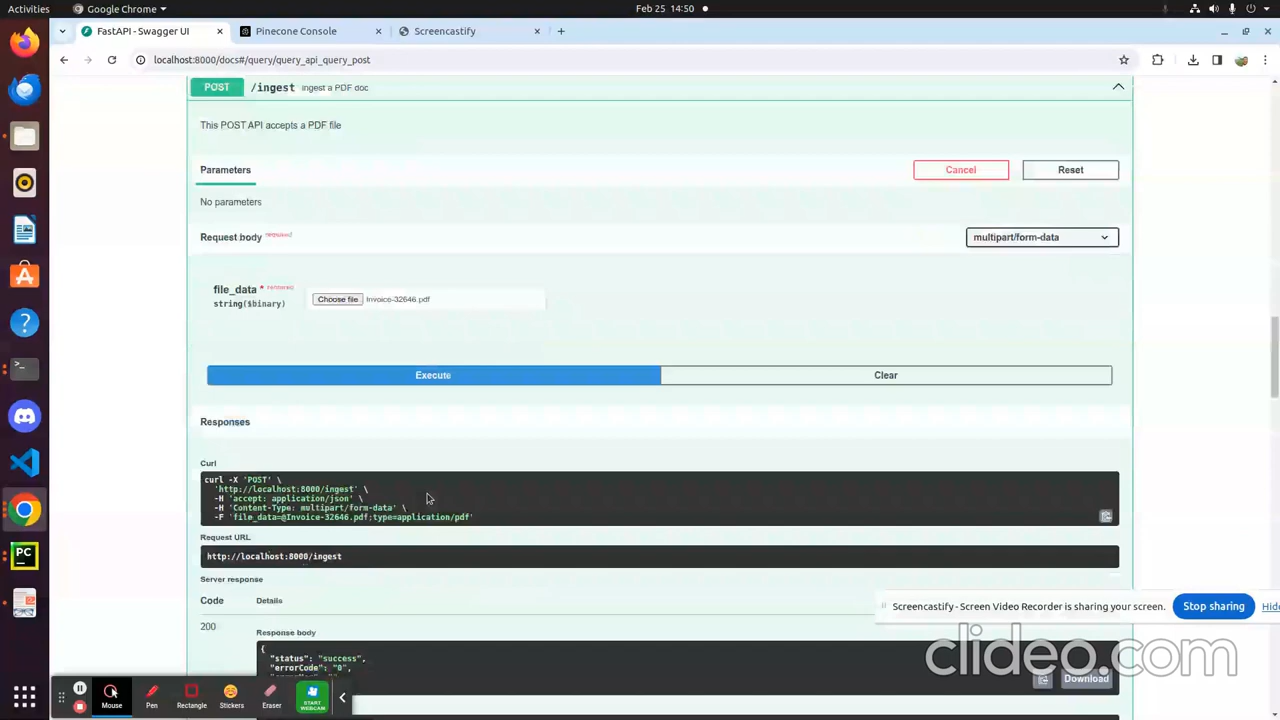 Activities
Google Chrome
Feb 25 14:50
FastAPI - Swagger UI
Pinecone Console
Screencastify
localhost:8000/docs#/query/query_api_query_post
POST /ingest ingest a PDF doc
This POST API accepts a PDF file
Parameters
Cancel
Reset
No parameters
Request body required
multipart/form-data
file_data * required
string($binary)
Choose file Invoice-32646.pdf
Execute
Clear
Responses
Curl
curl -X 'POST' \
'http://localhost:8000/ingest' \
-H 'accept: application/json' \
-H 'Content-Type: multipart/form-data' \
-F 'file_data=@Invoice-32646.pdf;type=application/pdf'
Request URL
http://localhost:8000/ingest
Server response
Code Details
Screencastify - Screen Video Recorder is sharing your screen.
Stop sharing
Hide
200
Response body
{
"status": "success",
"errorCode": "0",
Download
clideo.com
Mouse
Pen
Rectangle
Stickers
Eraser
START
WEBCAM